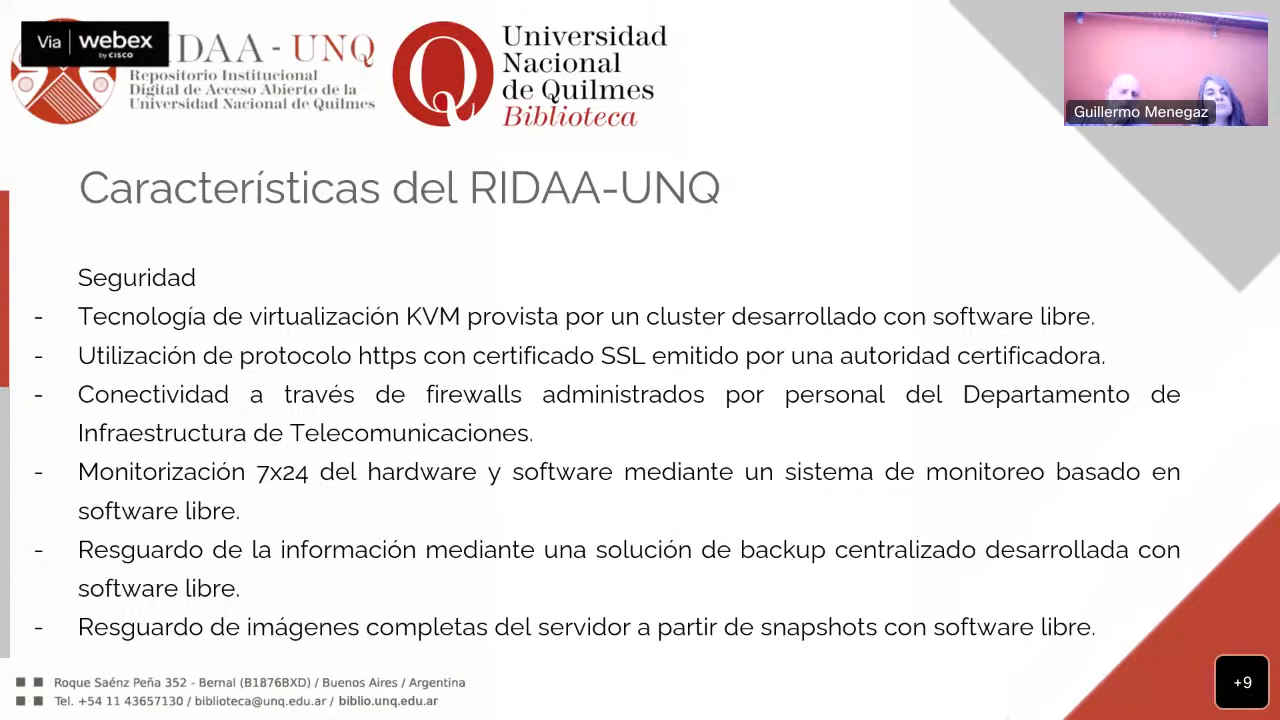 Via webex
by CISCO
IDAA - UNQ
Repositorio Institucional
Digital de Acceso Abierto de la
Universidad Nacional de Quilmes
Universidad
Nacional
de Quilmes
Biblioteca
Guillermo Menegaz
Características del RIDAA-UNQ
Seguridad
- Tecnología de virtualización KVM provista por un cluster desarrollado con software libre.
- Utilización de protocolo https con certificado SSL emitido por una autoridad certificadora.
- Conectividad a través de firewalls administrados por personal del Departamento de
Infraestructura de Telecomunicaciones.
- Monitorización 7x24 del hardware y software mediante un sistema de monitoreo basado en
software libre.
- Resguardo de la información mediante una solución de backup centralizado desarrollada con
software libre.
- Resguardo de imágenes completas del servidor a partir de snapshots con software libre.
Roque Saénz Peña 352 - Bernal (B1876BXD) / Buenos Aires / Argentina
Tel. +54 11 43657130 / biblioteca@unq.edu.ar / biblio.unq.edu.ar
+9